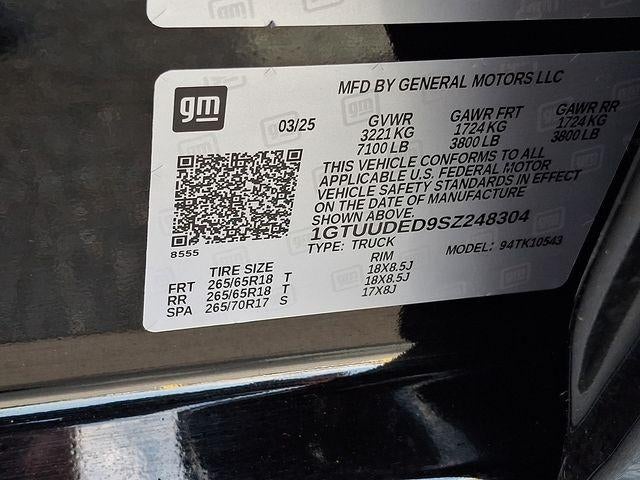 gm
MFD BY GENERAL MOTORS LLC
03/25
GVWR GAWR FRT GAWR RR
3221 KG 1724 KG 1724 KG
7100 LB 3800 LB 3800 LB
THIS VEHICLE CONFORMS TO ALL
APPLICABLE U.S. FEDERAL MOTOR
VEHICLE SAFETY STANDARDS IN EFFECT
ON THE DATE OF MANUFACTURE
SHOWN ABOVE.
1GTUUDED9SZ248304
8555
TYPE: TRUCK MODEL: 94TK10543
TIRE SIZE RIM
FRT 265/65R18 T 18X8.5J
RR 265/65R18 T 18X8.5J
SPA 265/70R17 S 17X8J